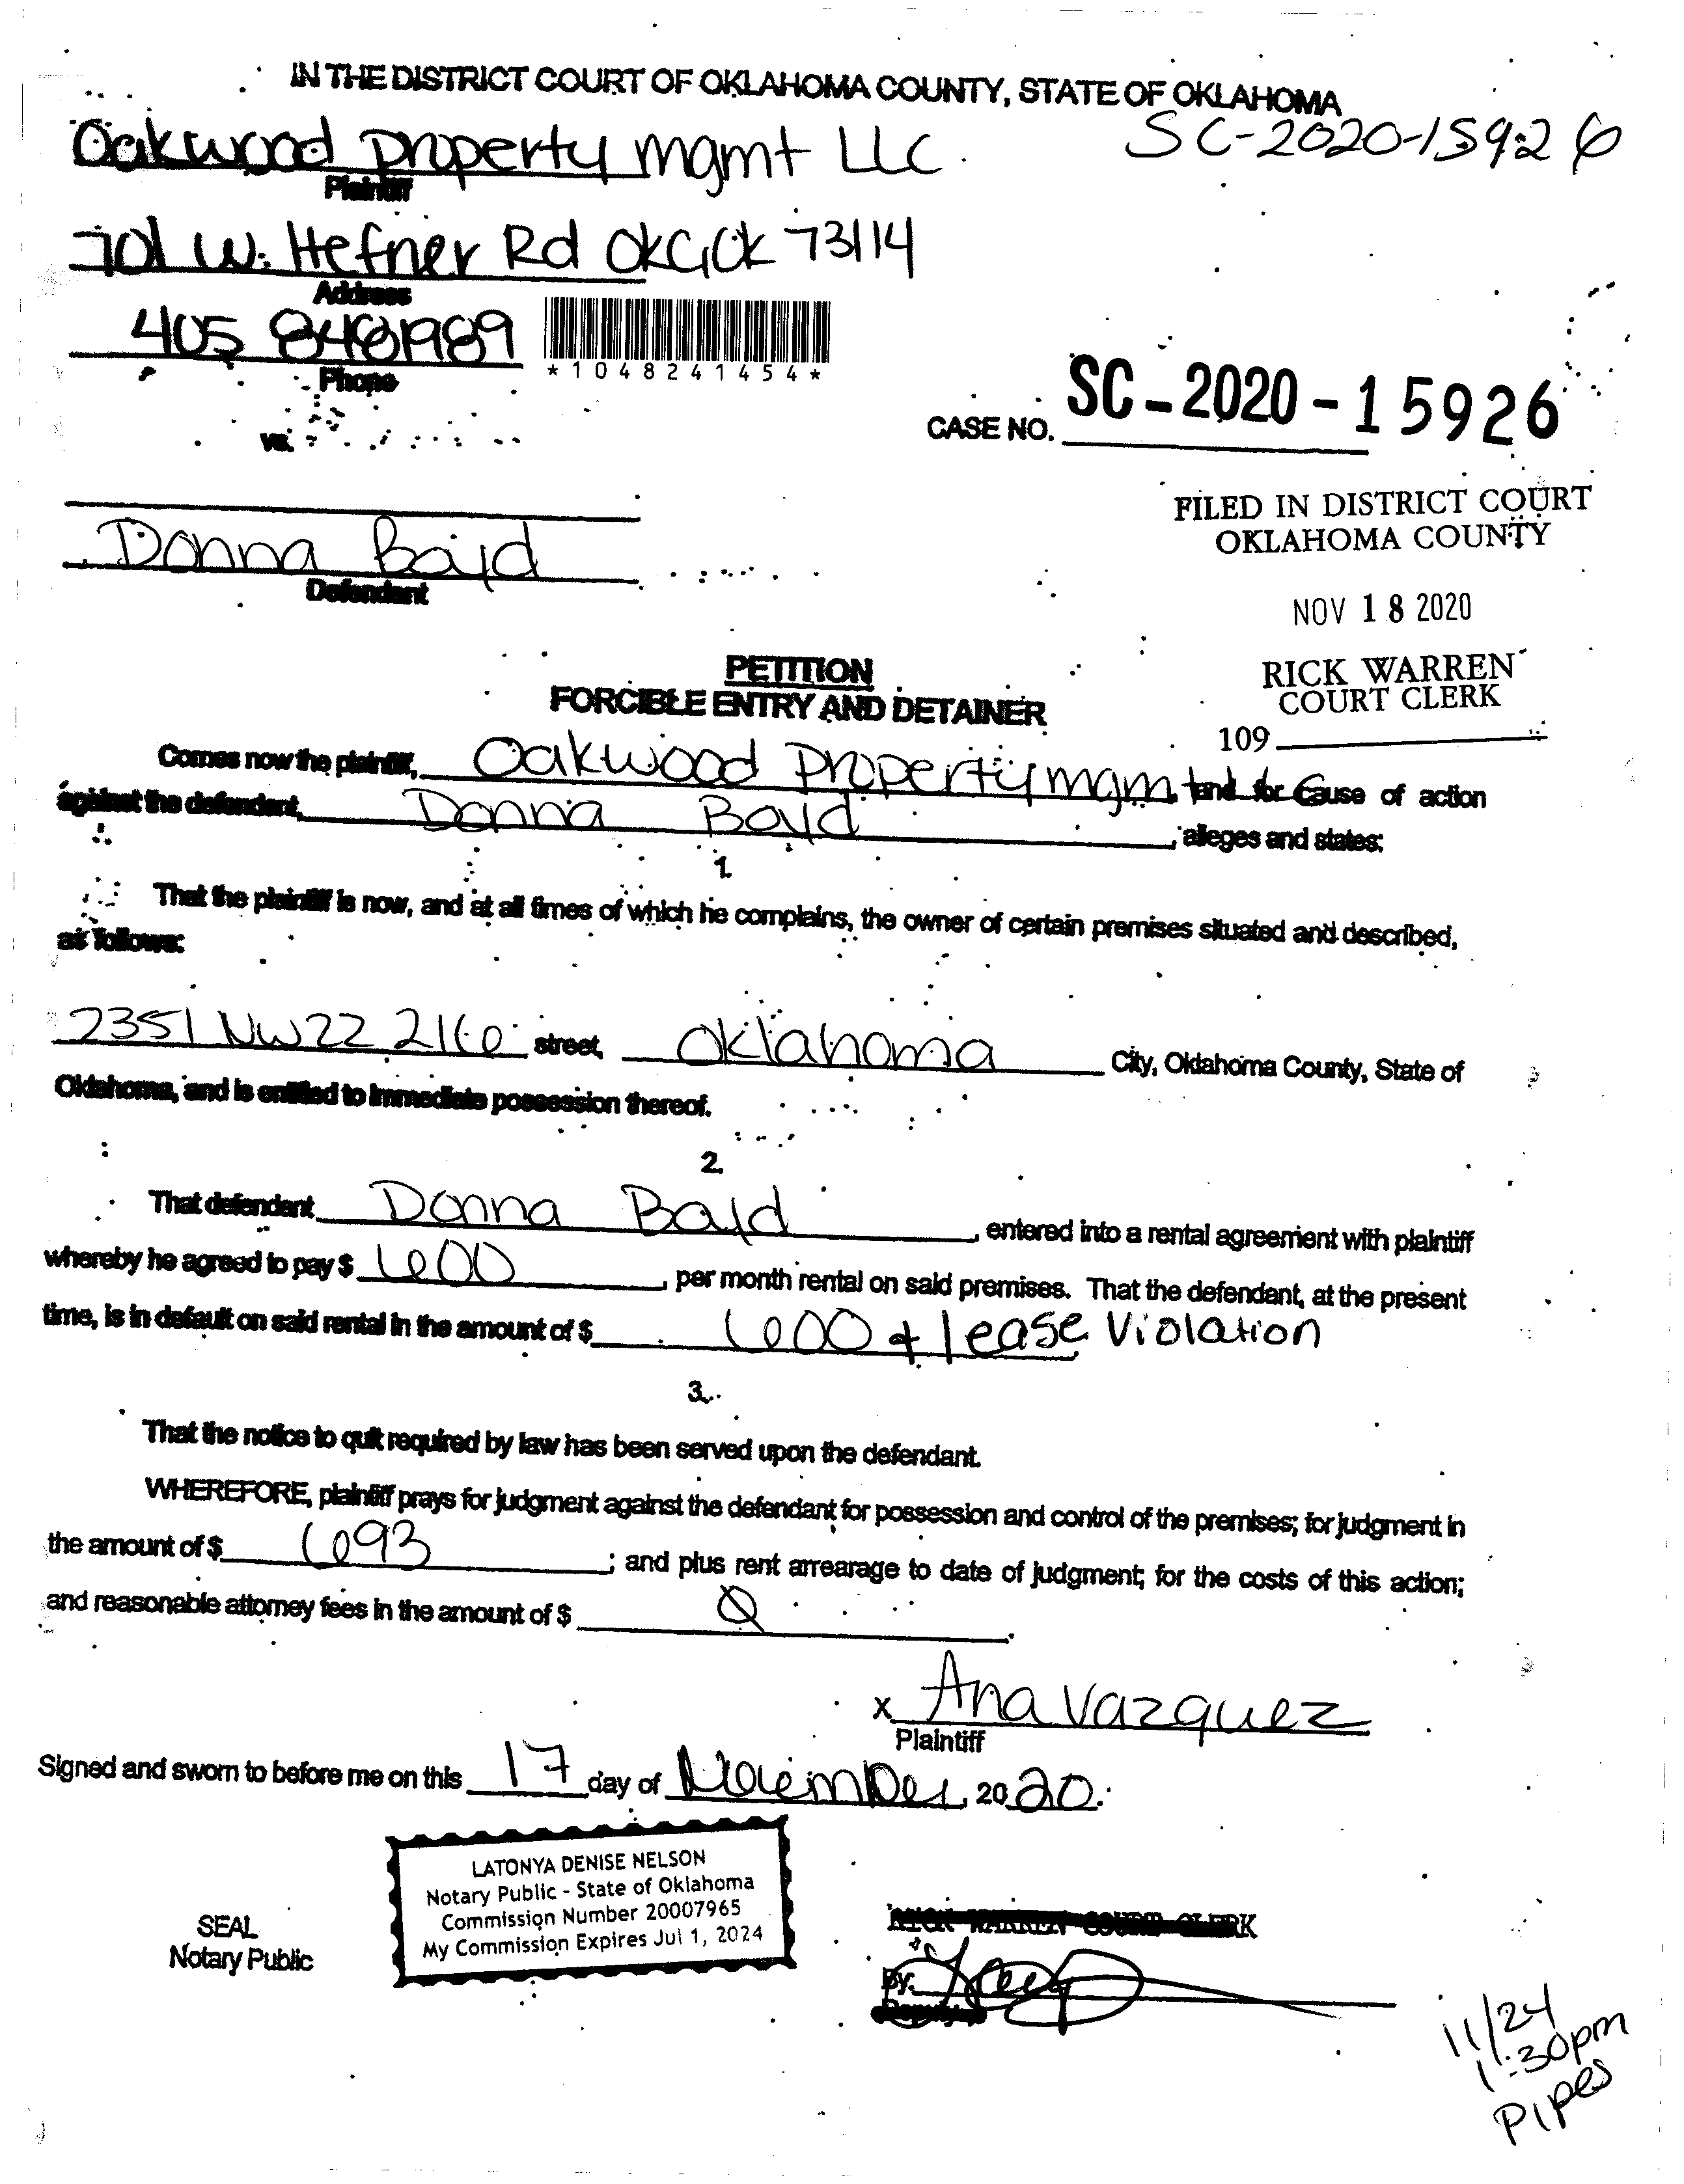 IN THE DISTRICT COURT OF OKLAHOMA COUNTY, STATE OF OKLAHOMA
Oakwood property mgmt LLC
SC-2020-15926
Plaintiff
701 W. Hefner Rd OKC, OK 73114
Address
405 8481989
*1048241454*
Phone
vs.
CASE NO. SC-2020-15926
FILED IN DISTRICT COURT
OKLAHOMA COUNTY
Donna Boyd
Defendant
NOV 18 2020
RICK WARREN
COURT CLERK
109
PETITION
FORCIBLE ENTRY AND DETAINER
Comes now the plaintiff, Oakwood Property mgmt, and for cause of action
against the defendant, Donna Boyd, alleges and states:
1.
That the plaintiff is now, and at all times of which he complains, the owner of certain premises situated and described,
as follows:
2351 NW 22 216 street, Oklahoma City, Oklahoma County, State of
Oklahoma, and is entitled to immediate possession thereof.
2.
That defendant Donna Boyd, entered into a rental agreement with plaintiff
whereby he agreed to pay $ 600, per month rental on said premises. That the defendant, at the present
time, is in default on said rental in the amount of $ 600 + lease Violation
3.
That the notice to quit required by law has been served upon the defendant.
WHEREFORE, plaintiff prays for judgment against the defendant for possession and control of the premises; for judgment in
the amount of $ 693; and plus rent arrearage to date of judgment; for the costs of this action;
and reasonable attorney fees in the amount of $ 0.
x Ana Vazquez
Plaintiff
Signed and sworn to before me on this 17 day of November, 2020.
LATONYA DENISE NELSON
Notary Public - State of Oklahoma
Commission Number 20007965
My Commission Expires Jul 1, 2024
SEAL
Notary Public
RICK WARREN COURT CLERK
By:
Deputy
11/24
1:30pm
Pipes